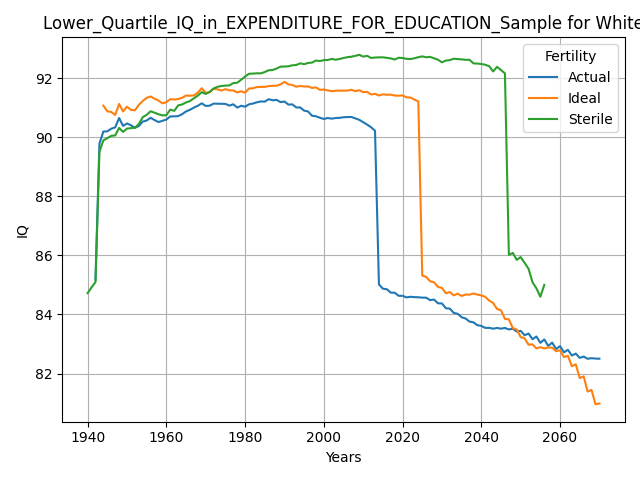 Lower_Quartile_IQ_in_EXPENDITURE_FOR_EDUCATION_Sample for White
Fertility
Actual
Ideal
Sterile
IQ
92
90
88
86
84
82
1940 1960 1980 2000 2020 2040 2060
Years